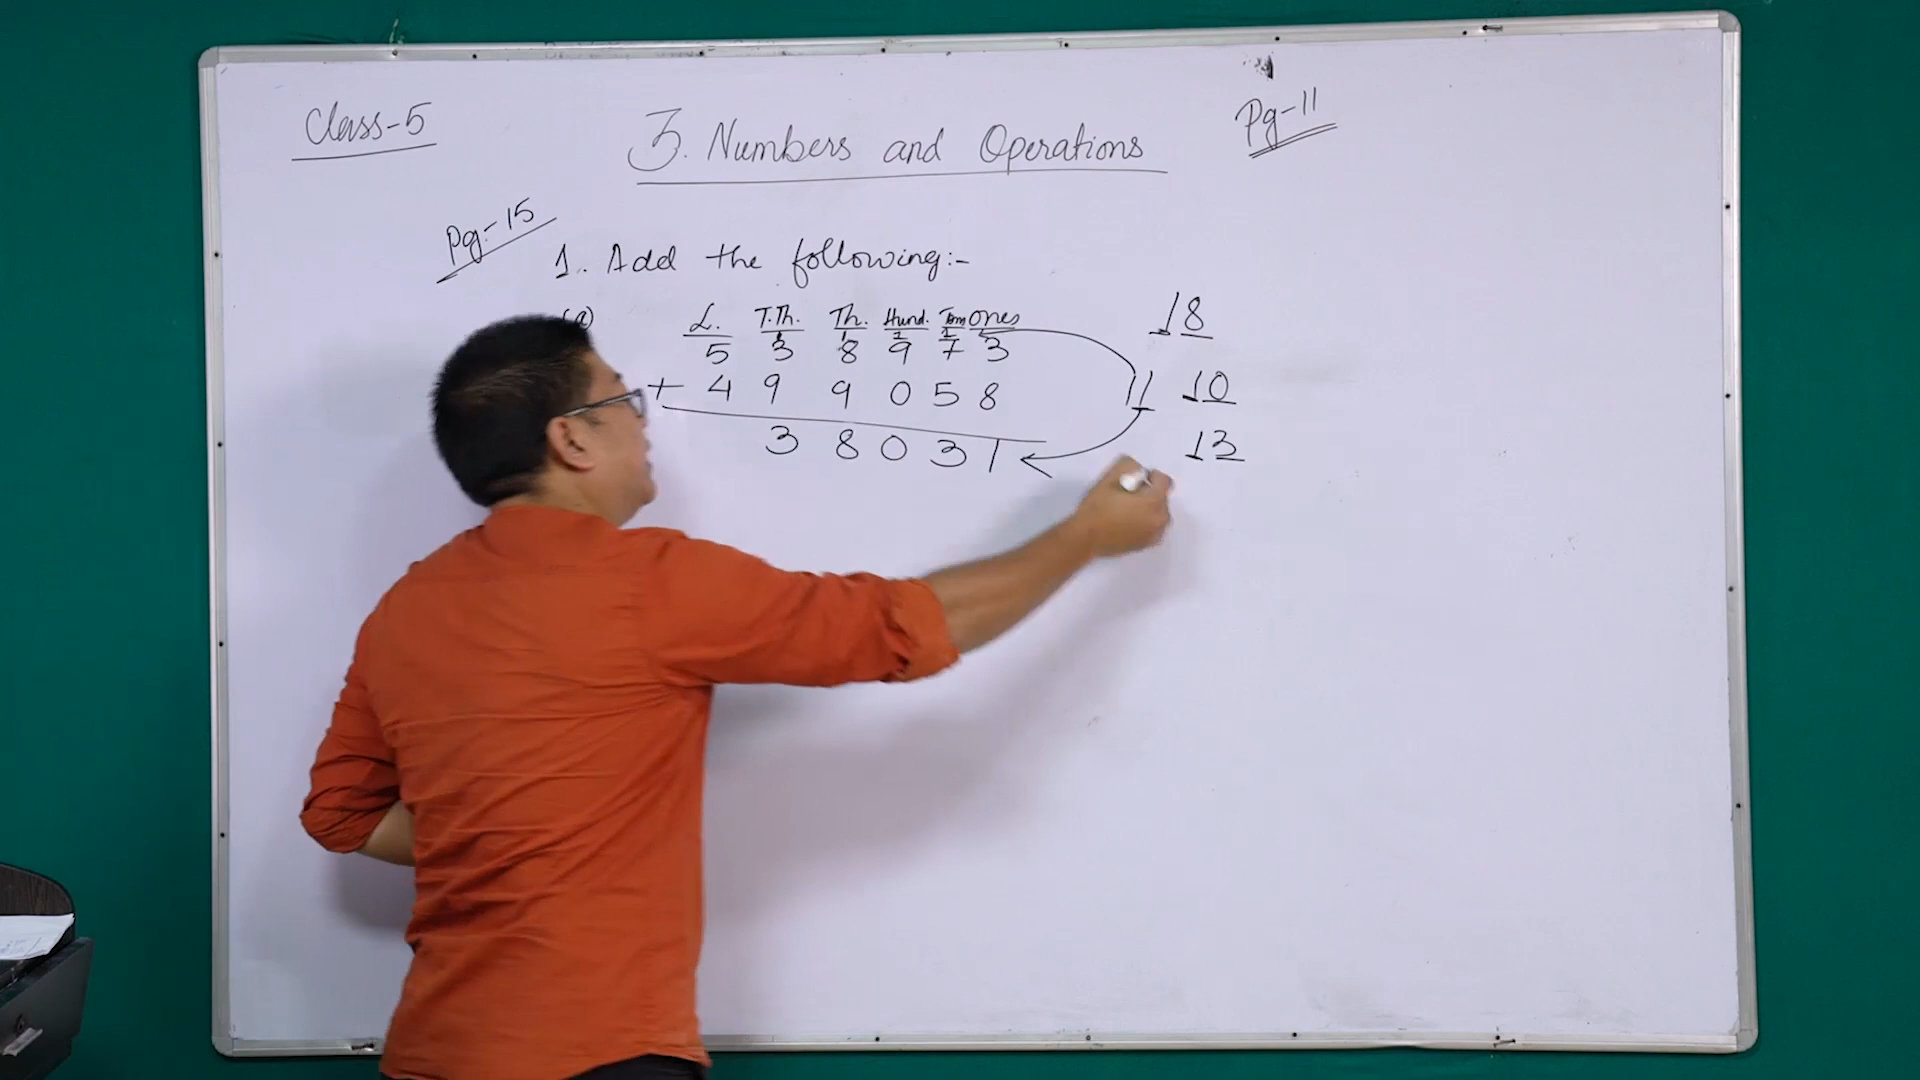 Class-5
3. Numbers and Operations
Pg-11
Pg-15
1. Add the following:-
(a)
L. T.Th. Th. Hund. Ones
5 3 8 9 7 3
+ 4 9 9 0 5 8
3 8 0 3 1
11
18
10
13